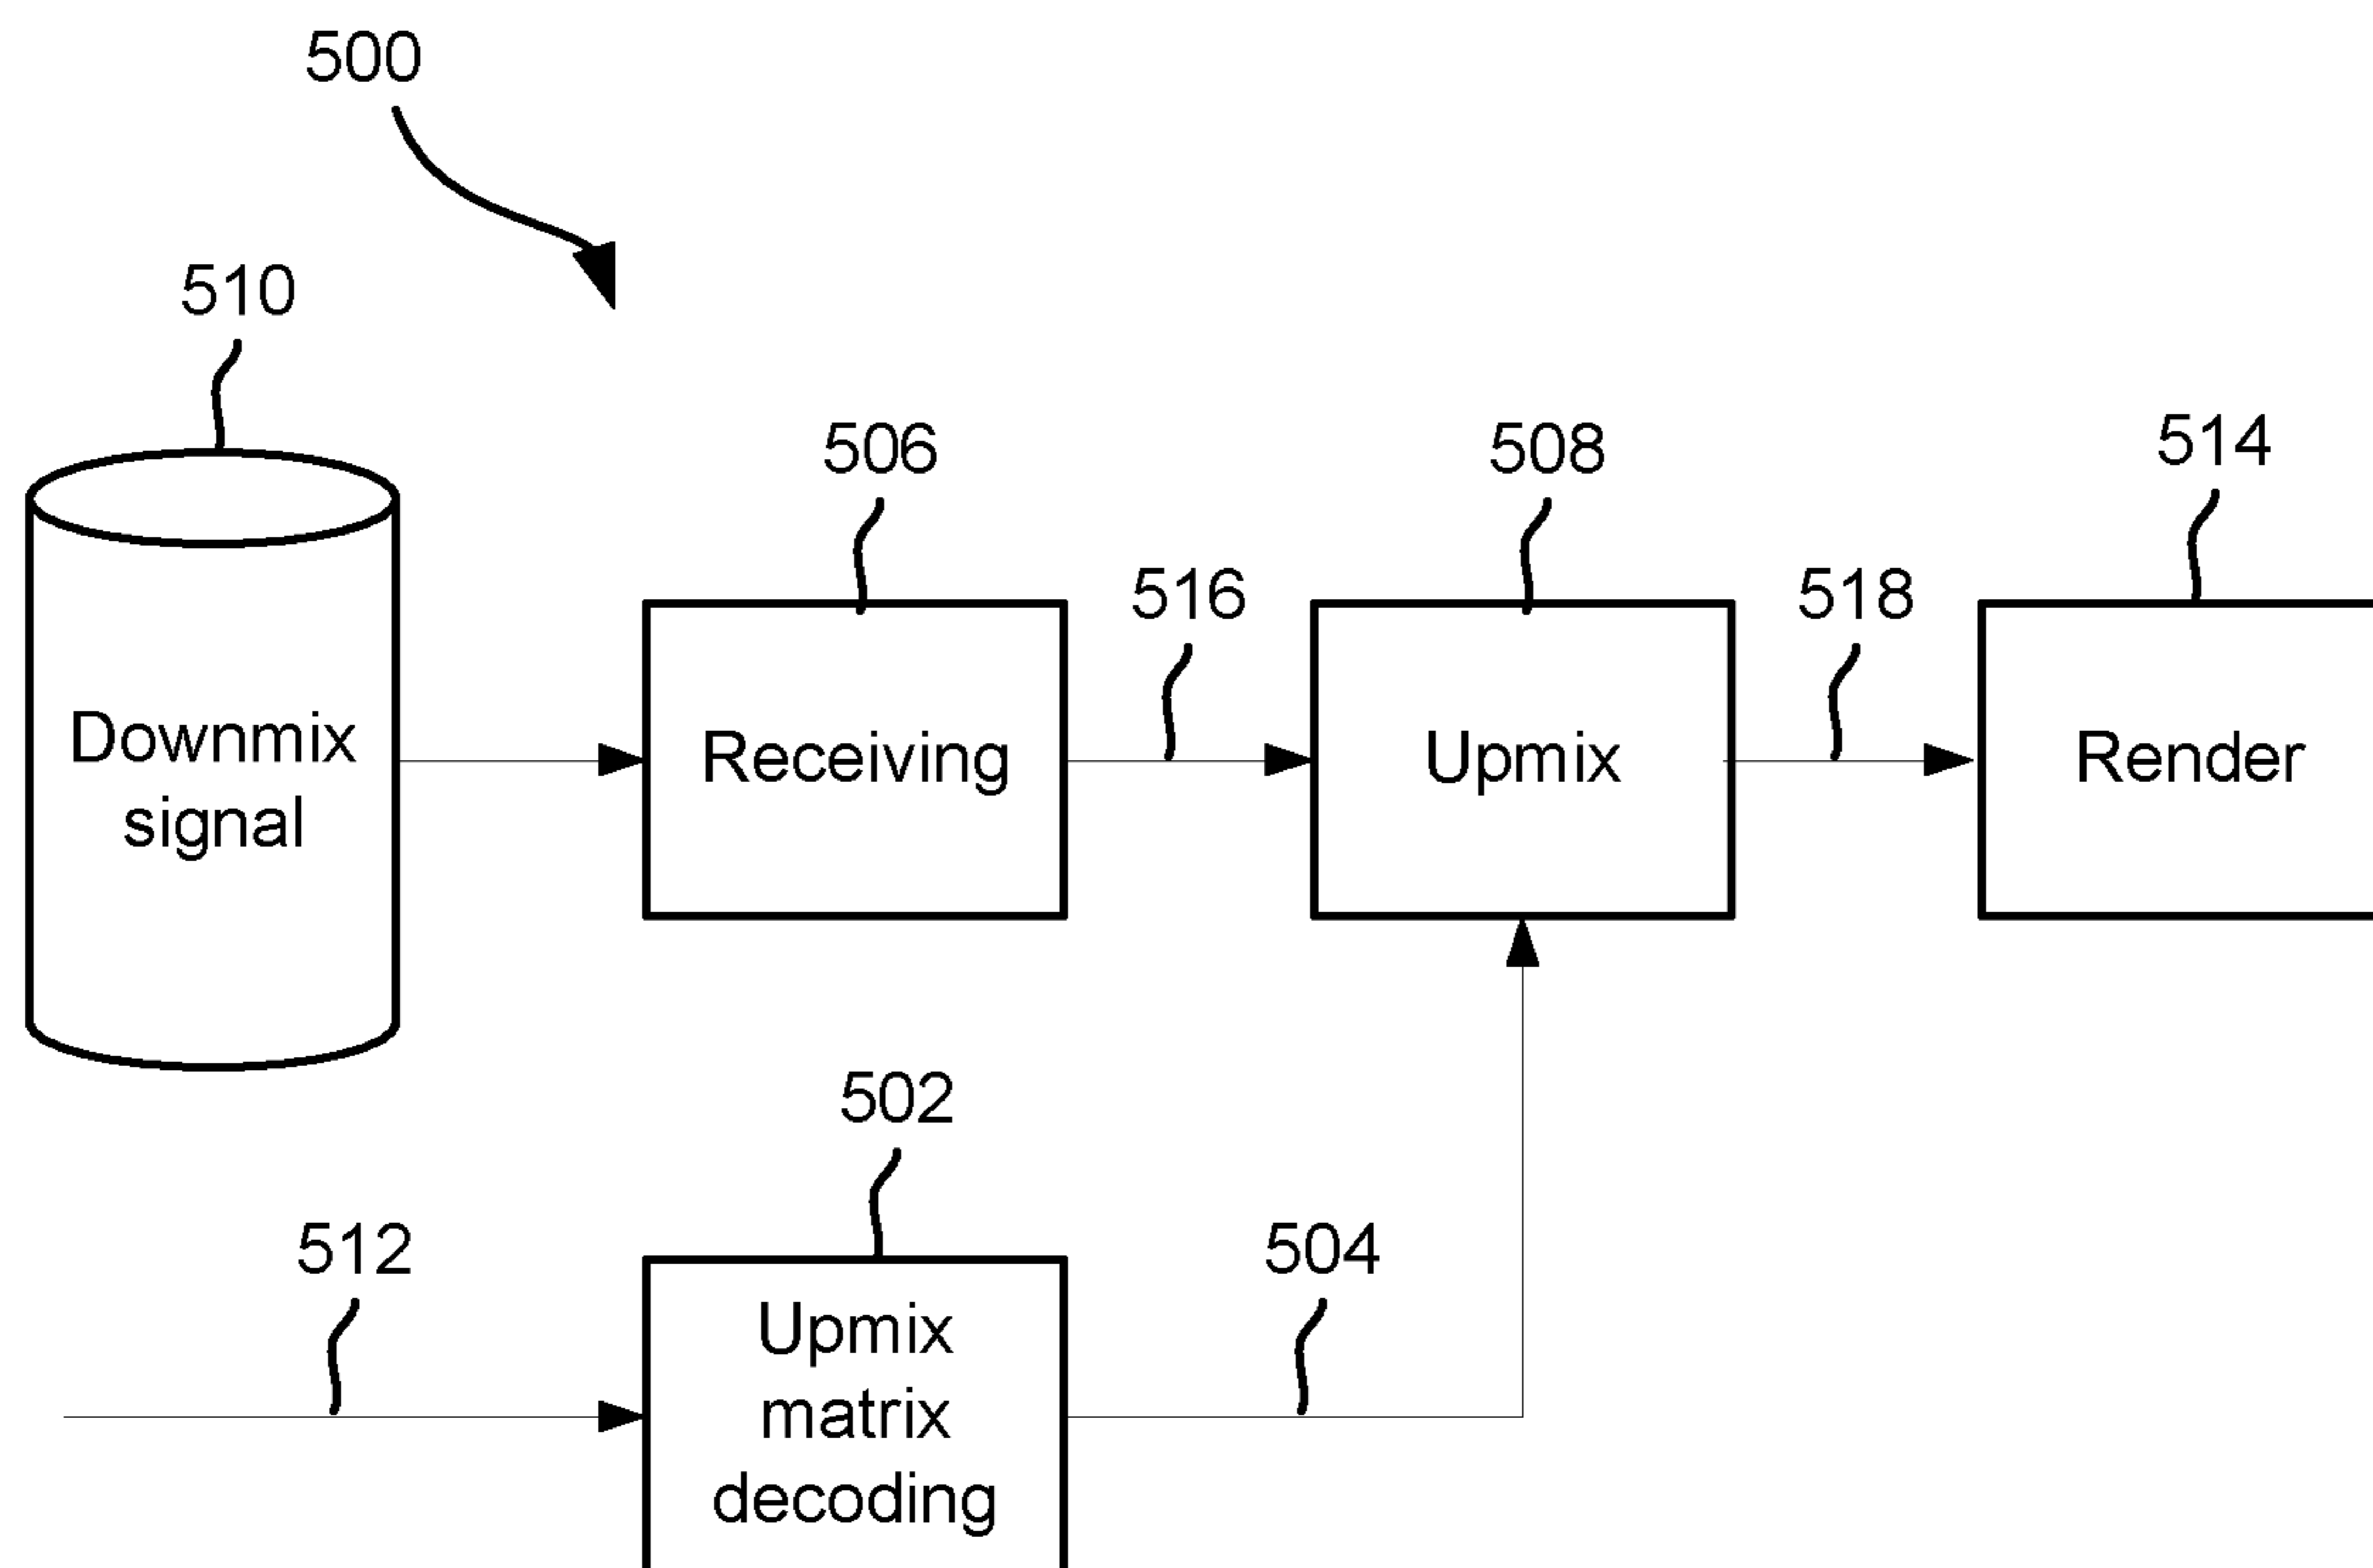 500
510
506
508
514
516
518
Downmix
signal
Receiving
Upmix
Render
502
512
504
Upmix
matrix
decoding